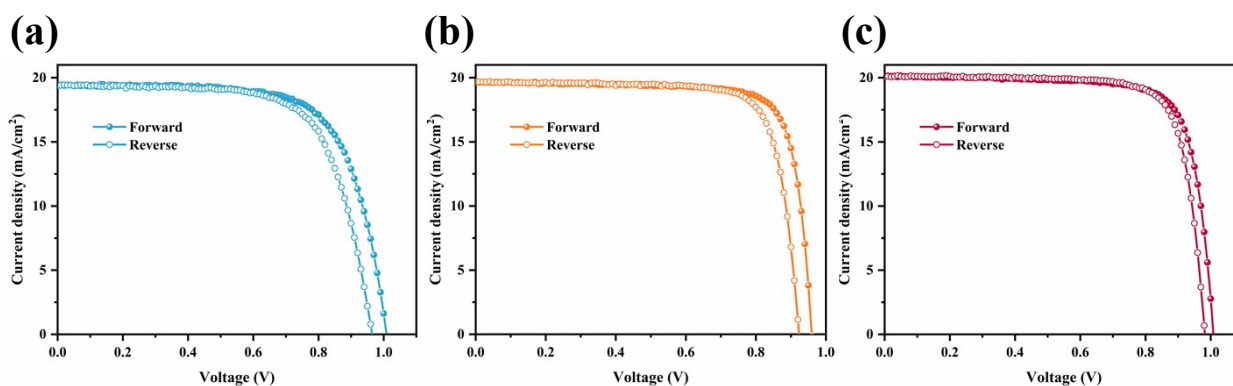 (a)
20
15
10
5
0
Current density (mA/cm²)
Forward
Reverse
0.0 0.2 0.4 0.6 0.8 1.0
Voltage (V)
(b)
20
15
10
5
0
Current density (mA/cm²)
Forward
Reverse
0.0 0.2 0.4 0.6 0.8 1.0
Voltage (V)
(c)
20
15
10
5
0
Current density (mA/cm²)
Forward
Reverse
0.0 0.2 0.4 0.6 0.8 1.0
Voltage (V)